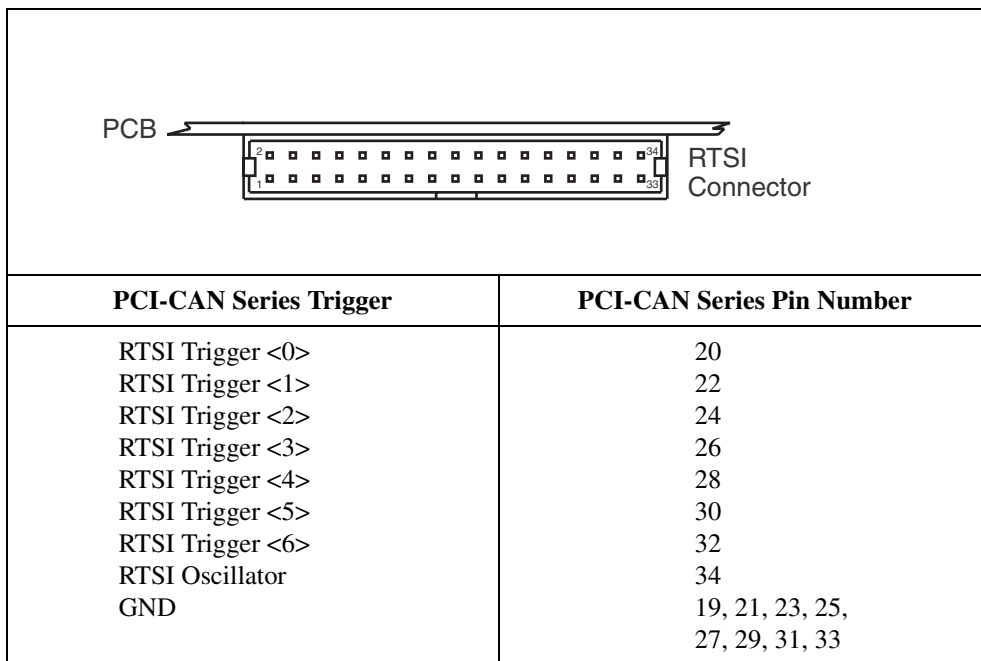 PCB
2
34
1
33
RTSI
Connector
PCI-CAN Series Trigger PCI-CAN Series Pin Number
RTSI Trigger <0> 20
RTSI Trigger <1> 22
RTSI Trigger <2> 24
RTSI Trigger <3> 26
RTSI Trigger <4> 28
RTSI Trigger <5> 30
RTSI Trigger <6> 32
RTSI Oscillator 34
GND 19, 21, 23, 25,
27, 29, 31, 33